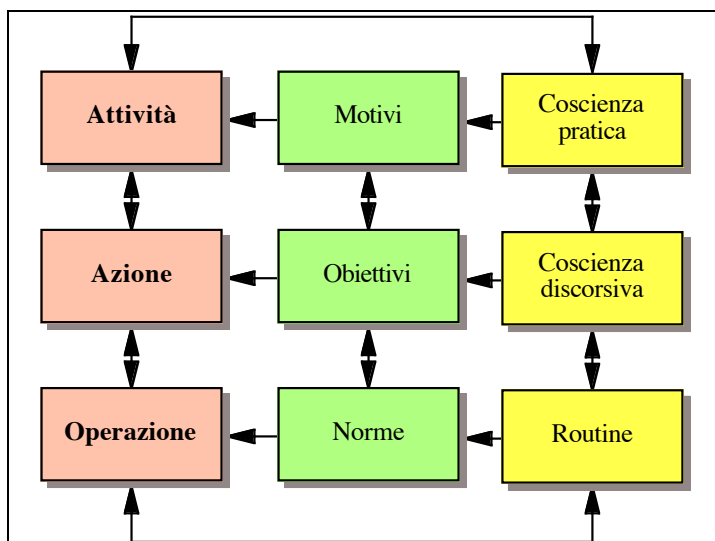 Attività
Motivi
Coscienza
pratica
Azione
Obiettivi
Coscienza
discorsiva
Operazione
Norme
Routine